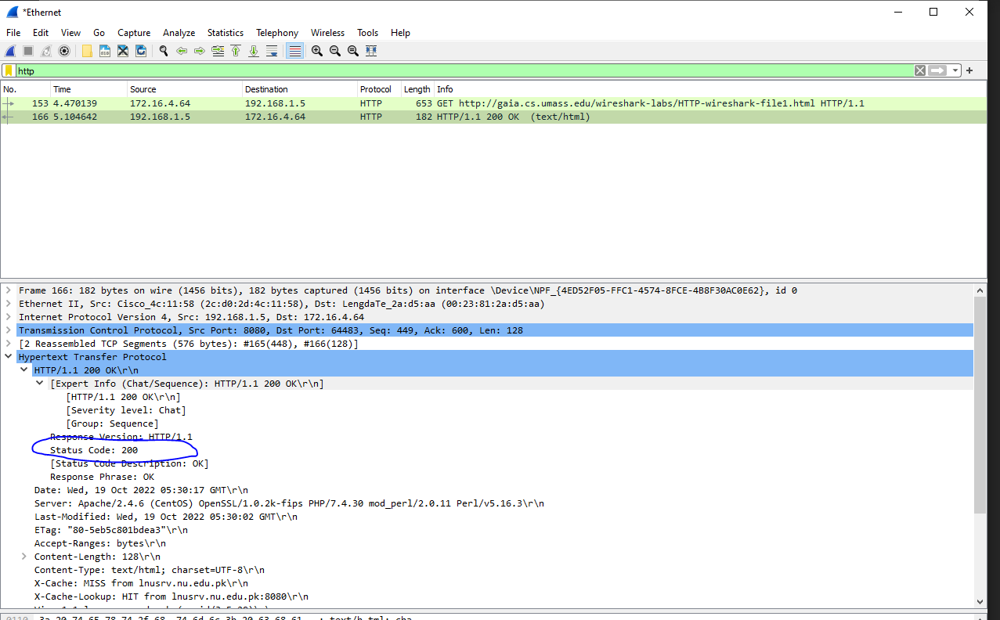 *Ethernet
File Edit View Go Capture Analyze Statistics Telephony Wireless Tools Help
http
No. Time Source Destination Protocol Length Info
153 4.470139 172.16.4.64 192.168.1.5 HTTP 653 GET http://gaia.cs.umass.edu/wireshark-labs/HTTP-wireshark-file1.html HTTP/1.1
166 5.104642 192.168.1.5 172.16.4.64 HTTP 182 HTTP/1.1 200 OK (text/html)
Frame 166: 182 bytes on wire (1456 bits), 182 bytes captured (1456 bits) on interface \Device\NPF_{4ED52F05-FFC1-4574-8FCE-4B8F30AC0E62}, id 0
Ethernet II, Src: Cisco_4c:11:58 (2c:d0:2d:4c:11:58), Dst: LengdaTe_2a:d5:aa (00:23:81:2a:d5:aa)
Internet Protocol Version 4, Src: 192.168.1.5, Dst: 172.16.4.64
Transmission Control Protocol, Src Port: 8080, Dst Port: 64483, Seq: 449, Ack: 600, Len: 128
[2 Reassembled TCP Segments (576 bytes): #165(448), #166(128)]
Hypertext Transfer Protocol
HTTP/1.1 200 OK\r\n
[Expert Info (Chat/Sequence): HTTP/1.1 200 OK\r\n]
[HTTP/1.1 200 OK\r\n]
[Severity level: Chat]
[Group: Sequence]
Response Version: HTTP/1.1
Status Code: 200
[Status Code Description: OK]
Response Phrase: OK
Date: Wed, 19 Oct 2022 05:30:17 GMT\r\n
Server: Apache/2.4.6 (CentOS) OpenSSL/1.0.2k-fips PHP/7.4.30 mod_perl/2.0.11 Perl/v5.16.3\r\n
Last-Modified: Wed, 19 Oct 2022 05:30:02 GMT\r\n
ETag: "80-5eb5c801bdea3"\r\n
Accept-Ranges: bytes\r\n
Content-Length: 128\r\n
Content-Type: text/html; charset=UTF-8\r\n
X-Cache: MISS from lnusrv.nu.edu.pk\r\n
X-Cache-Lookup: HIT from lnusrv.nu.edu.pk:8080\r\n